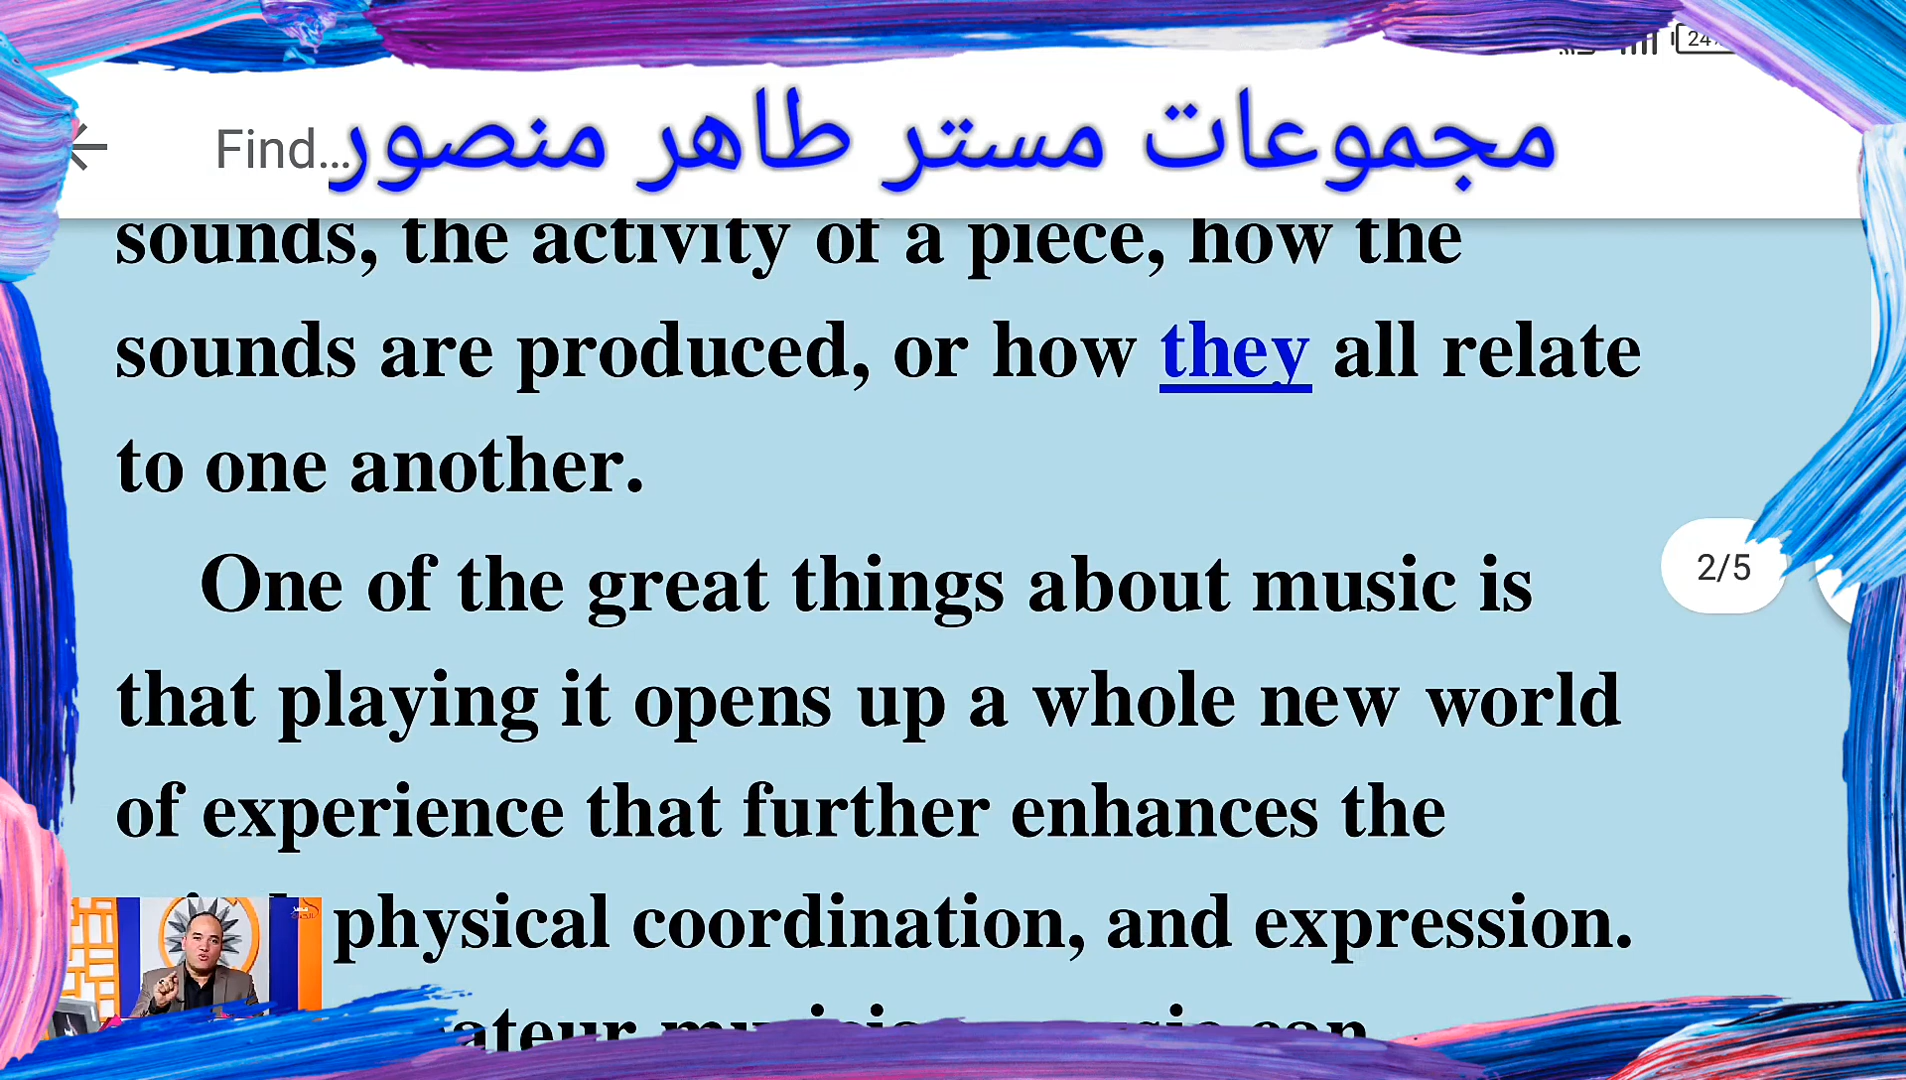 Find...
مجموعات مستر طاهر منصور
sounds, the activity of a piece, how the
sounds are produced, or how they all relate
to one another.
One of the great things about music is
that playing it opens up a whole new world
2/5
of experience that further enhances the
physical coordination, and expression.